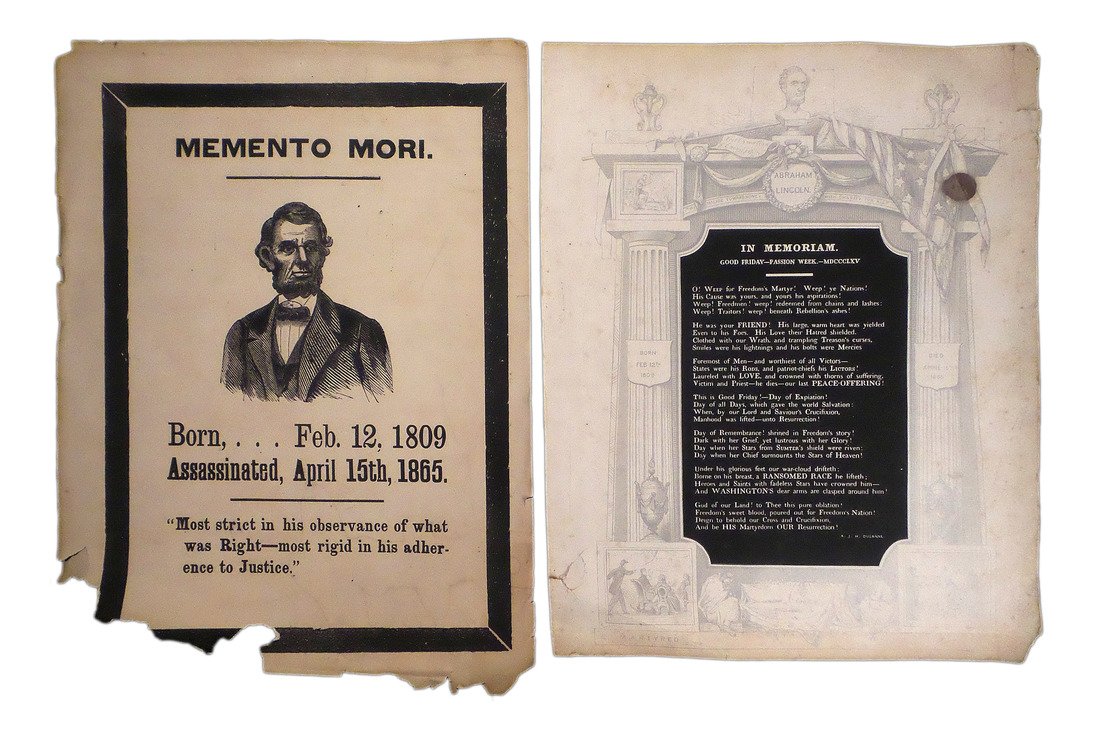 MEMENTO MORI.
Born, . . . Feb. 12, 1809
Assassinated, April 15th, 1865.
"Most strict in his observance of what
was Right—most rigid in his adher-
ence to Justice."
ABRAHAM
LINCOLN.
IN MEMORIAM.
GOOD FRIDAY—PASSION WEEK.—MDCCCLXV
O! WEEP for Freedom's Martyr! Weep! ye Nations!
His Cause was yours, and yours his aspirations!
Weep! Freedmen! weep! redeemed from chains and lashes:
Weep! Traitors! weep! beneath Rebellion's ashes!
He was your FRIEND! His large, warm heart was yielded
Even to his Foes. His Love their Hatred shielded.
Clothed with our Wrath, and trampling Treason's curses,
Smiles were his lightnings and his bolts were Mercies
Foremost of Men—and worthiest of all Victors—
States were his RODS, and patriot-chiefs his LICTORS!
Laureled with LOVE, and crowned with thorns of suffering,
Victim and Priest—he dies—our last PEACE-OFFERING!
This is Good Friday!—Day of Expiation!
Day of all Days, which gave the world Salvation:
When, by our Lord and Saviour's Crucifixion,
Manhood was lifted—unto Resurrection!
Day of Remembrance! shrined in Freedom's story!
Dark with her Grief, yet lustrous with her Glory!
Day when her Stars from SUMTER'S shield were riven:
Day when her Chief surmounts the Stars of Heaven!
Under his glorious feet our war-cloud drifteth:
Borne on his breast, a RANSOMED RACE he lifteth;
Heroes and Saints with fadeless Stars have crowned him—
And WASHINGTON'S dear arms are clasped around him!
God of our Land! to Thee this pure oblation!
Freedom's sweet blood, poured out for Freedom's Nation!
Deign to behold our Cross and Crucifixion,
And be HIS Martyrdom OUR Resurrection!
A. J. H. DUGANNE.
BORN
FEB 12TH
1809
DIED
1865
MARTYRED